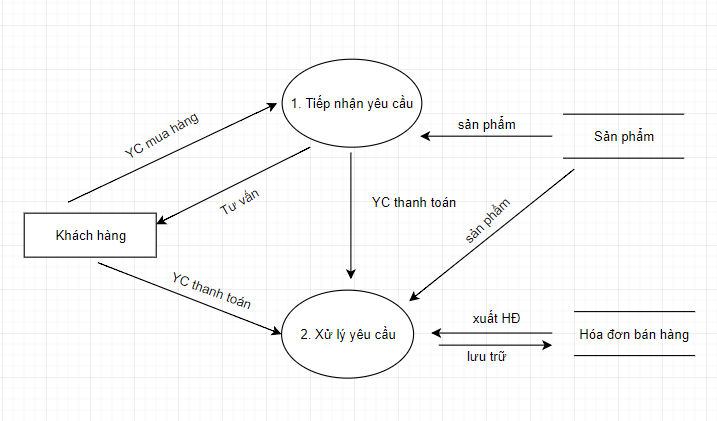 1. Tiếp nhận yêu cầu
YC mua hàng
sản phẩm
Sản phẩm
Tư vấn
YC thanh toán
sản phẩm
Khách hàng
YC thanh toán
xuất HĐ
2. Xử lý yêu cầu
Hóa đơn bán hàng
lưu trữ